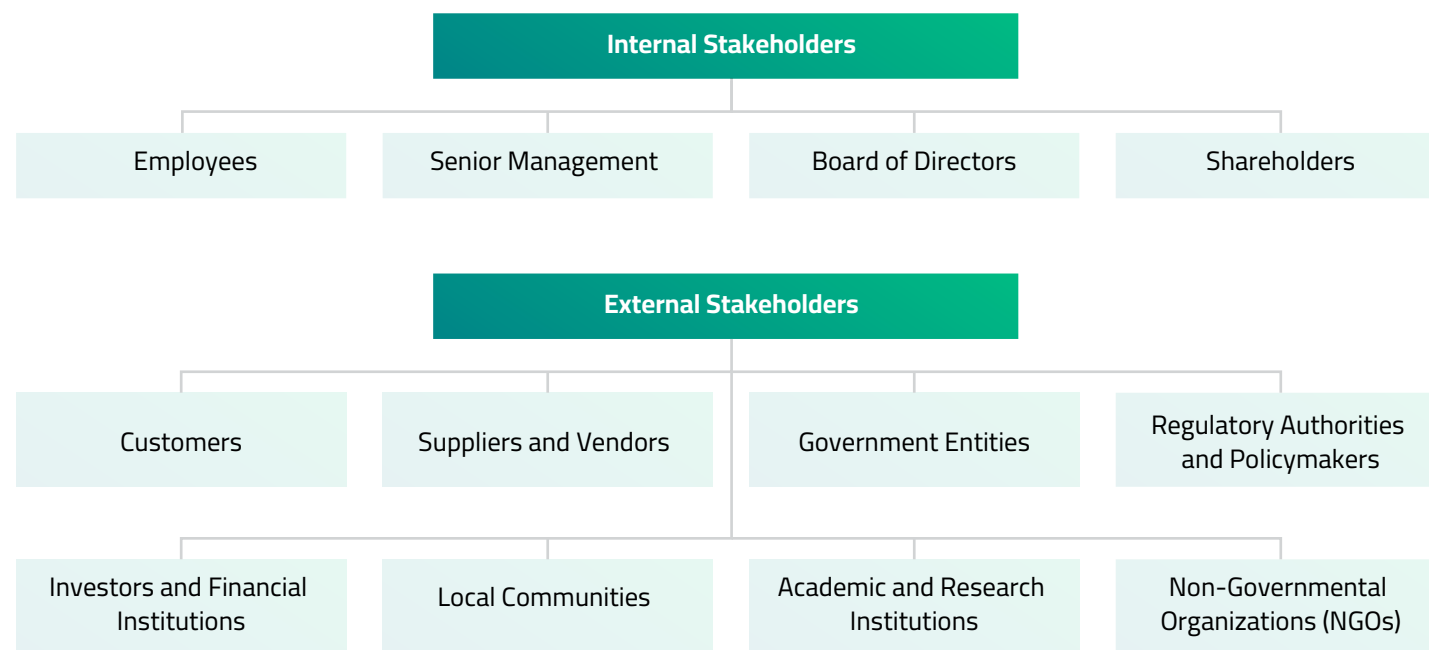 Internal Stakeholders
Employees
Senior Management
Board of Directors
Shareholders
External Stakeholders
Customers
Suppliers and Vendors
Government Entities
Regulatory Authorities
and Policymakers
Investors and Financial
Institutions
Local Communities
Academic and Research
Institutions
Non-Governmental
Organizations (NGOs)